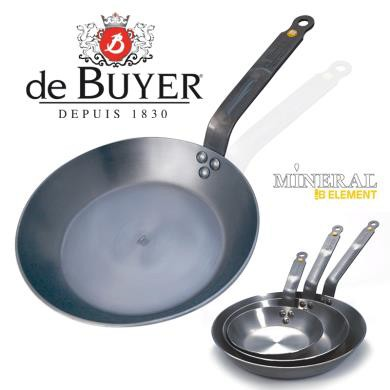 B
de BUYER
DEPUIS 1830
MINERAL
B ELEMENT